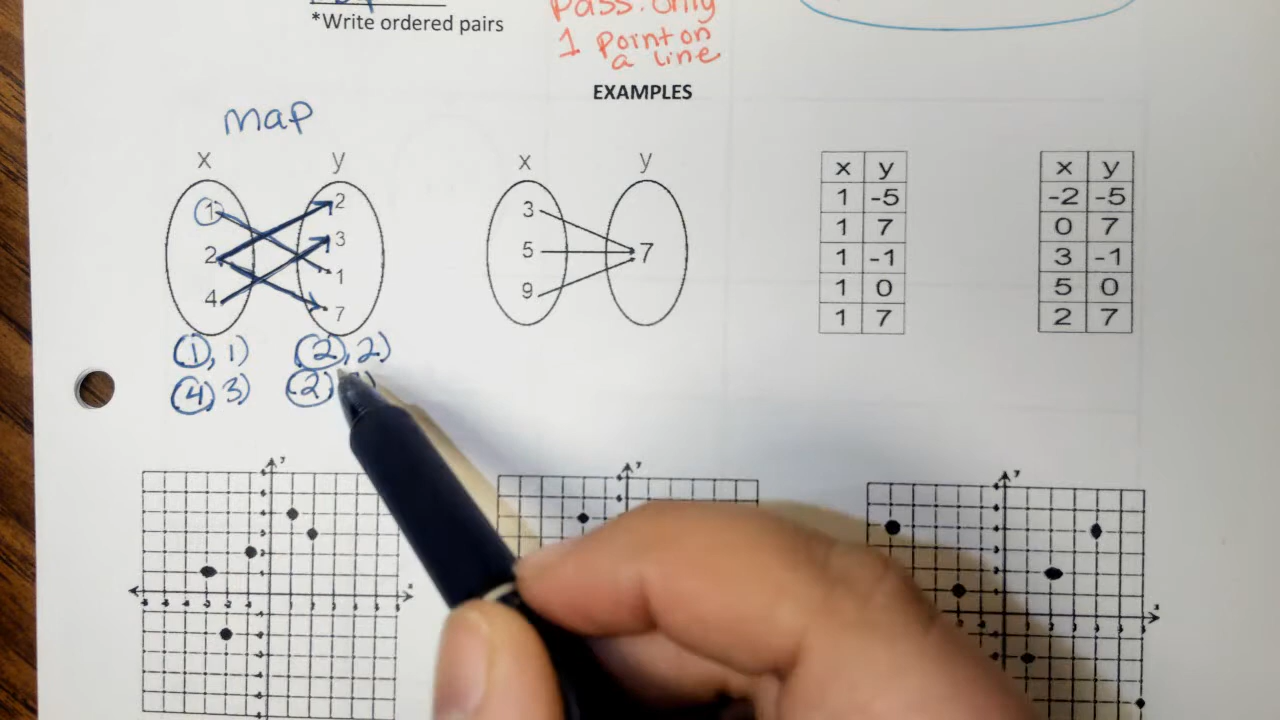 *Write ordered pairs
Pass. Only
1 point on
a line
EXAMPLES
map
x y
1 2
2 3
4 1
7
(1, 1) (2, 2)
(4, 3) (2,
x y
3
5 7
9
x y
1 -5
1 7
1 -1
1 0
1 7
x y
-2 -5
0 7
3 -1
5 0
2 7
y
x
y
y
x